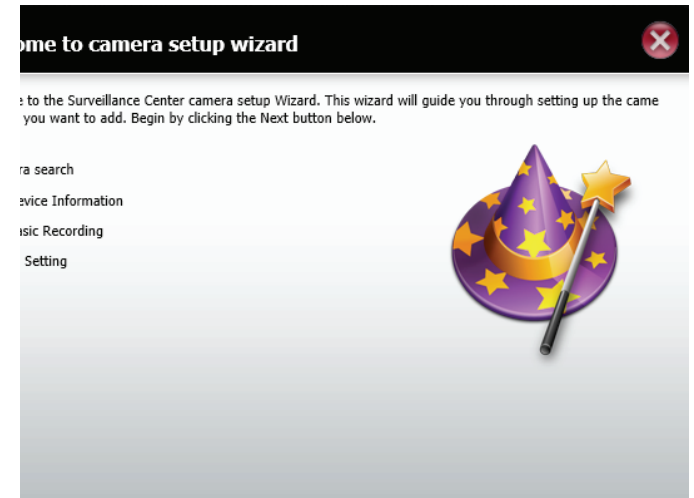 ome to camera setup wizard
e to the Surveillance Center camera setup Wizard. This wizard will guide you through setting up the came
you want to add. Begin by clicking the Next button below.
ra search
evice Information
asic Recording
Setting